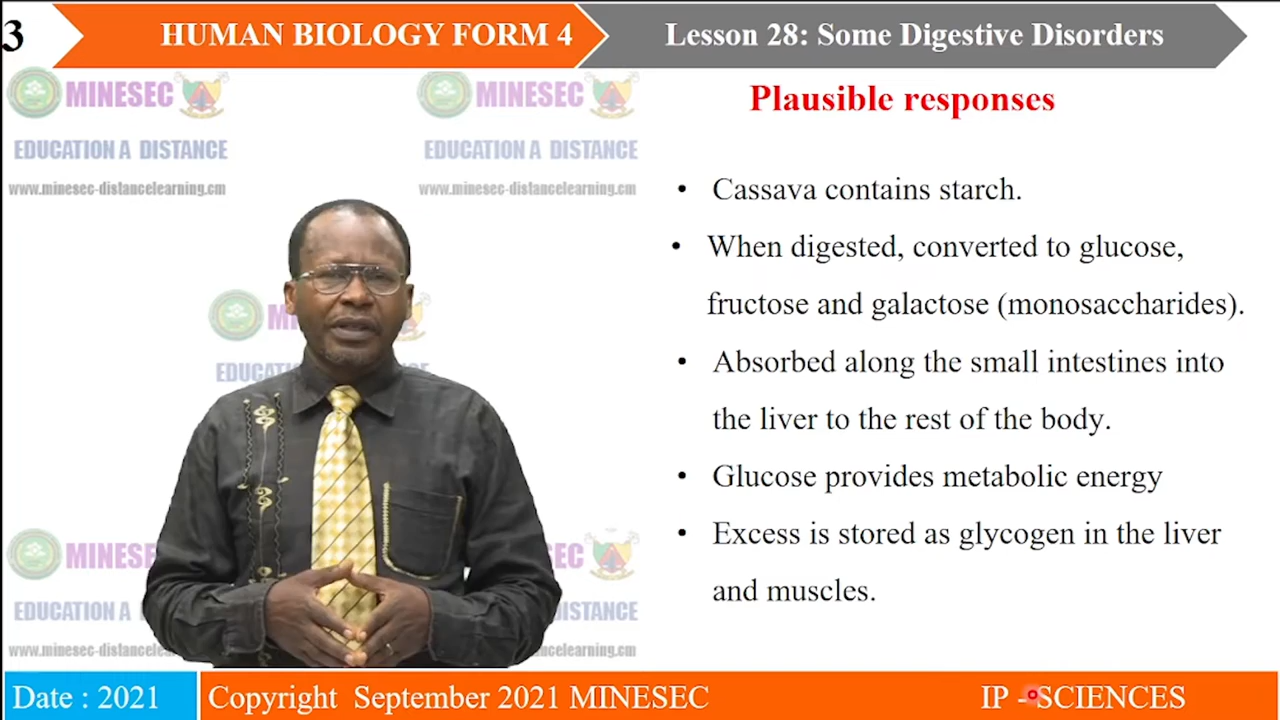 3
HUMAN BIOLOGY FORM 4
Lesson 28: Some Digestive Disorders
MINESEC
EDUCATION A DISTANCE
www.minesec-distancelearning.cm
MINESEC
EDUCATION A DISTANCE
www.minesec-distancelearning.cm
Plausible responses
• Cassava contains starch.
• When digested, converted to glucose,
fructose and galactose (monosaccharides).
• Absorbed along the small intestines into
the liver to the rest of the body.
• Glucose provides metabolic energy
• Excess is stored as glycogen in the liver
and muscles.
Date : 2021
Copyright September 2021 MINESEC
IP - SCIENCES